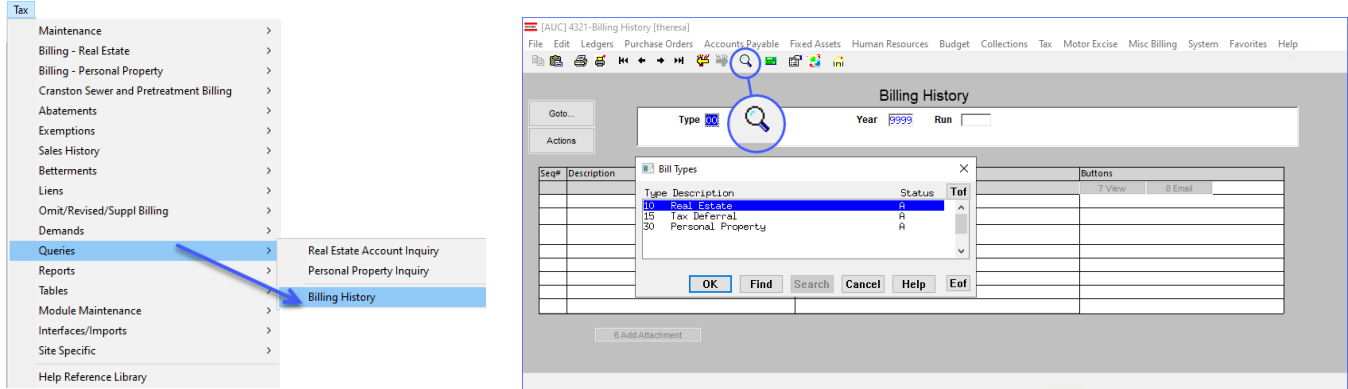 Tax
Maintenance
Billing - Real Estate
Billing - Personal Property
Cranston Sewer and Pretreatment Billing
Abatements
Exemptions
Sales History
Betterments
Liens
Omit/Revised/Suppl Billing
Demands
Queries
Reports
Tables
Module Maintenance
Interfaces/Imports
Site Specific
Help Reference Library
Real Estate Account Inquiry
Personal Property Inquiry
Billing History
[AUC] 4321-Billing History [theresa]
File Edit Ledgers Purchase Orders Accounts Payable Fixed Assets Human Resources Budget Collections Tax Motor Excise Misc Billing System Favorites Help
Billing History
Goto...
Actions
Type 00 Year 9999 Run
Seq# Description Buttons
7 View 8 Email
Bill Types
Type Description Status Tof
10 Real Estate A
15 Tax Deferral A
30 Personal Property A
OK Find Search Cancel Help Eof
6 Add Attachment